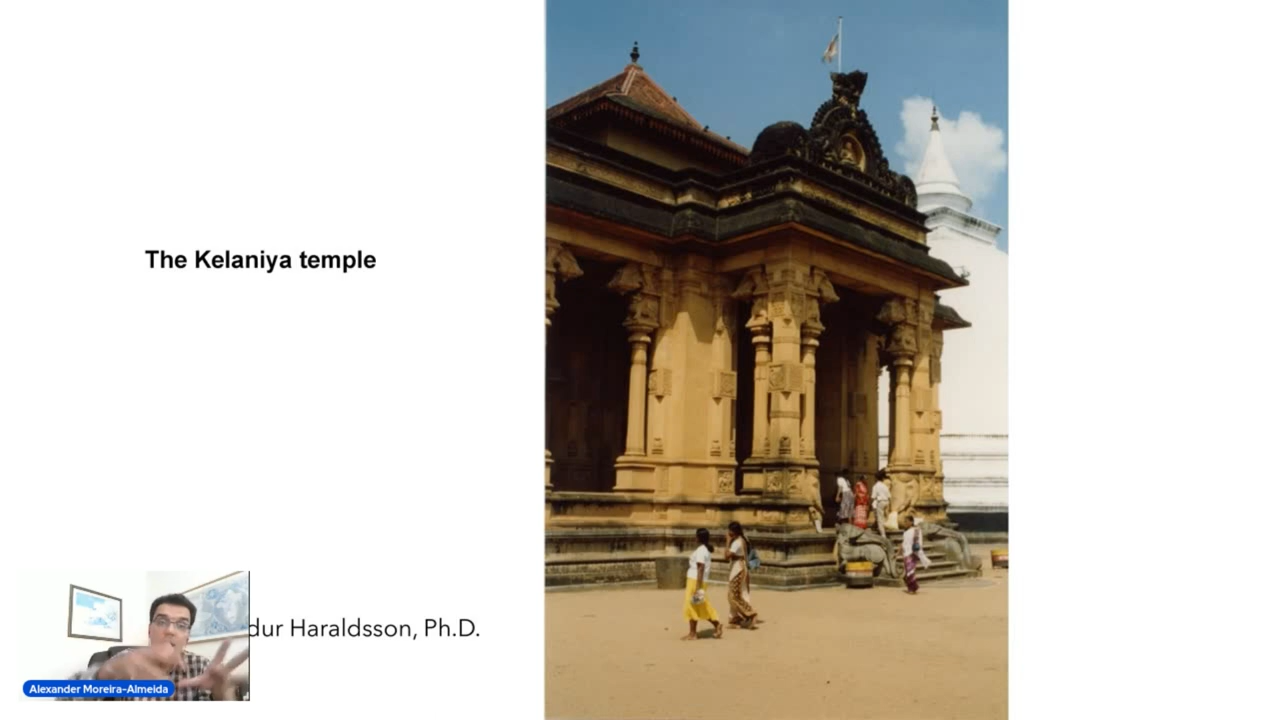 The Kelaniya temple
dur Haraldsson, Ph.D.
Alexander Moreira-Almeida